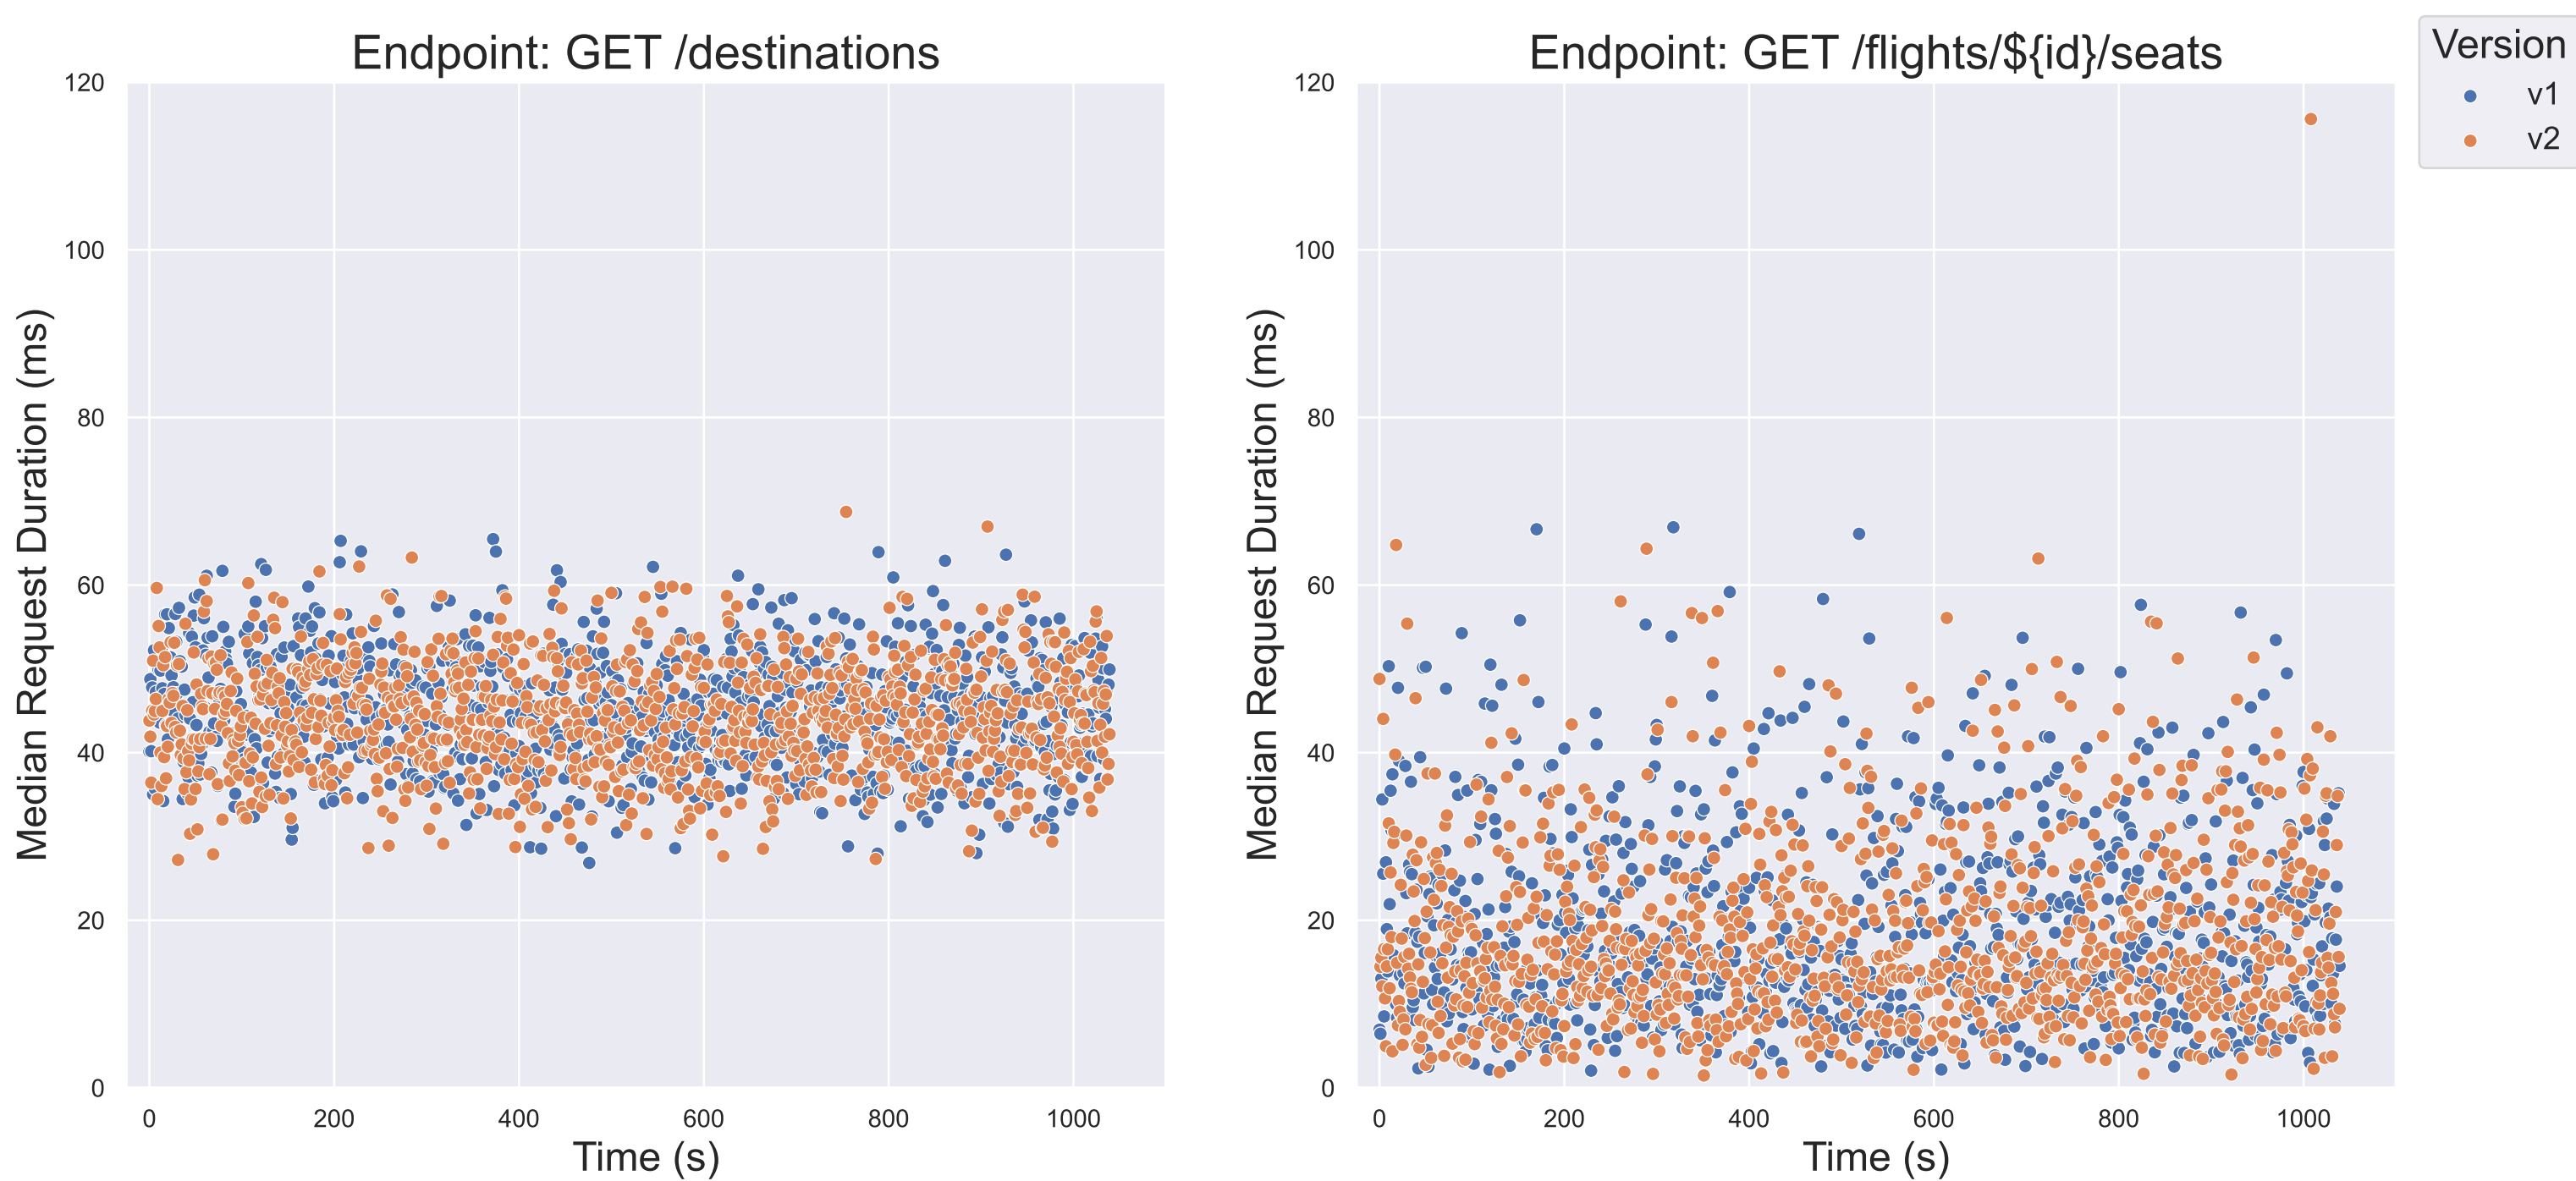 Endpoint: GET /destinations
120
100
80
60
40
20
0
Median Request Duration (ms)
0 200 400 600 800 1000
Time (s)
Endpoint: GET /flights/${id}/seats
120
100
80
60
40
20
0
Median Request Duration (ms)
0 200 400 600 800 1000
Time (s)
Version
v1
v2